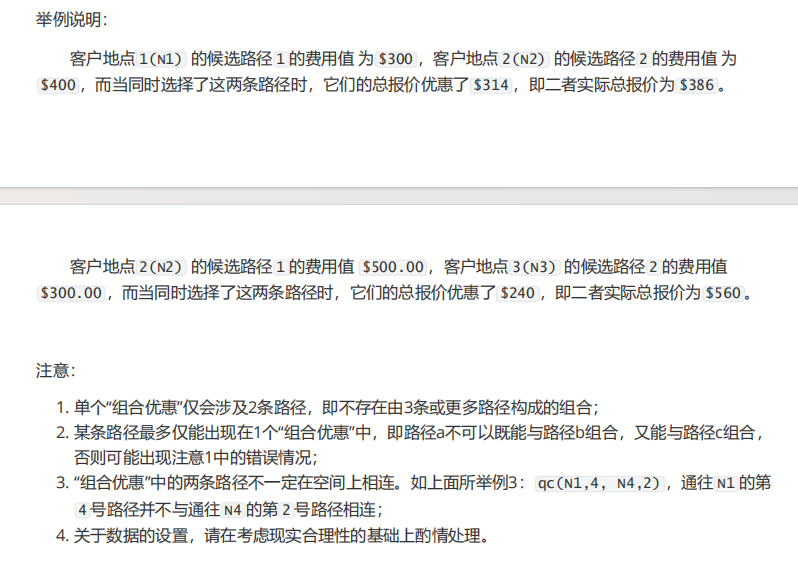 举例说明：
客户地点 1(N1) 的候选路径 1 的费用值 为 $300 ，客户地点 2(N2) 的候选路径 2 的费用值 为
$400 ，而当同时选择了这两条路径时，它们的总报价优惠了 $314 ，即二者实际总报价为 $386 。
客户地点 2(N2) 的候选路径 1 的费用值 $500.00 ，客户地点 3(N3) 的候选路径 2 的费用值
$300.00 ，而当同时选择了这两条路径时，它们的总报价优惠了 $240 ，即二者实际总报价为 $560 。
注意：
1. 单个“组合优惠”仅会涉及2条路径，即不存在由3条或更多路径构成的组合；
2. 某条路径最多仅能出现在1个“组合优惠”中，即路径a不可以既能与路径b组合，又能与路径c组合，
否则可能出现注意1中的错误情况；
3. “组合优惠”中的两条路径不一定在空间上相连。如上面所举例3： qc(N1,4, N4,2) ，通往 N1 的第
4 号路径并不与通往 N4 的第 2 号路径相连；
4. 关于数据的设置，请在考虑现实合理性的基础上酌情处理。